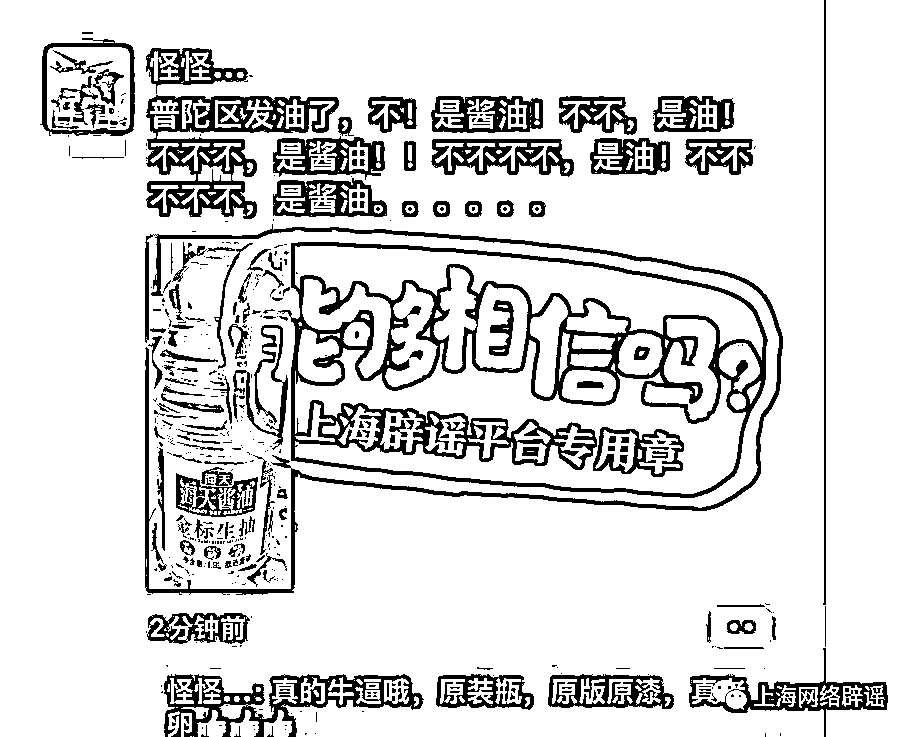 怪怪...
普陀区发油了，不！是酱油！不不，是油！
不不不，是酱油！！不不不不，是油！不不
不不不，是酱油。。。。。。
能够相信吗？
上海辟谣平台专用章
海天
海天酱油
金标生抽
2分钟前
怪怪...：真的牛逼哦，原装瓶，原版原漆，真
卵
上海网络辟谣